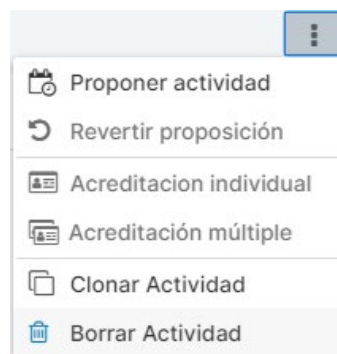 Proponer actividad
Revertir proposición
Acreditacion individual
Acreditación múltiple
Clonar Actividad
Borrar Actividad